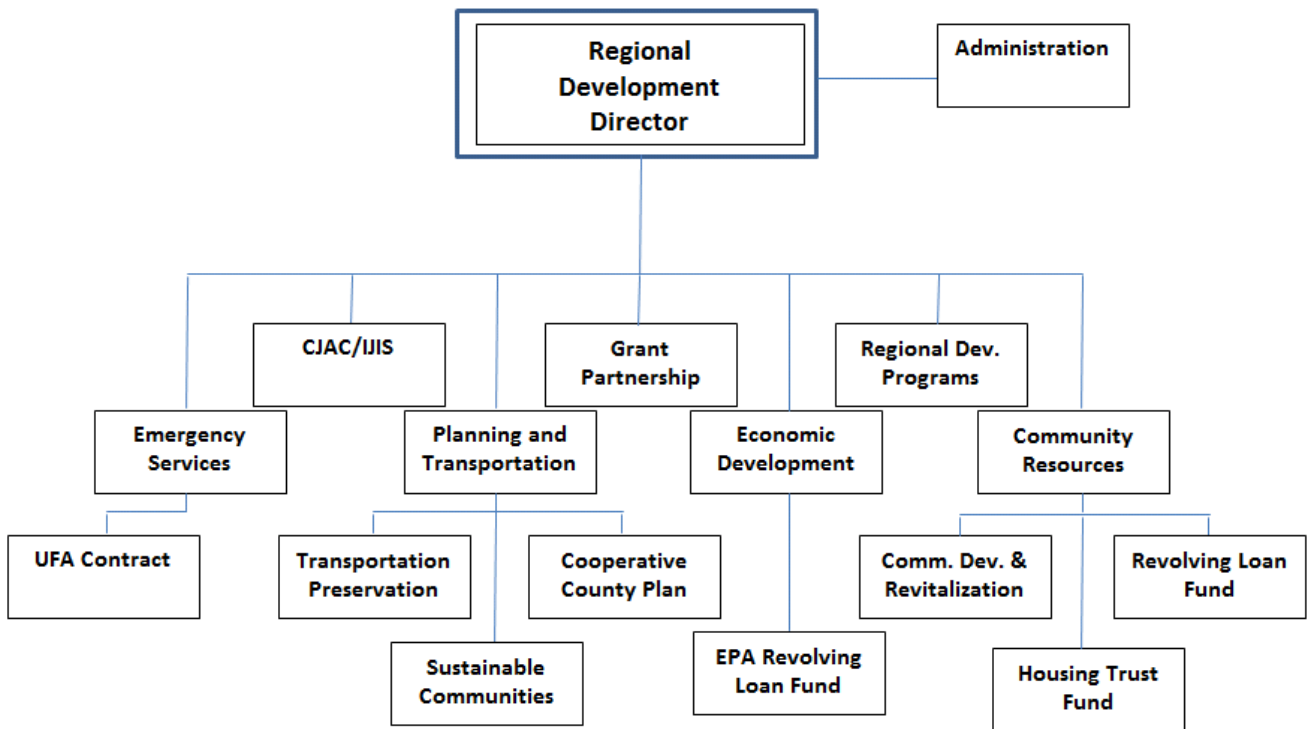 Regional
Development
Director
Administration
CJAC/IJIS
Grant
Partnership
Regional Dev.
Programs
Emergency
Services
Planning and
Transportation
Economic
Development
Community
Resources
UFA Contract
Transportation
Preservation
Cooperative
County Plan
Comm. Dev. &
Revitalization
Revolving Loan
Fund
Sustainable
Communities
EPA Revolving
Loan Fund
Housing Trust
Fund